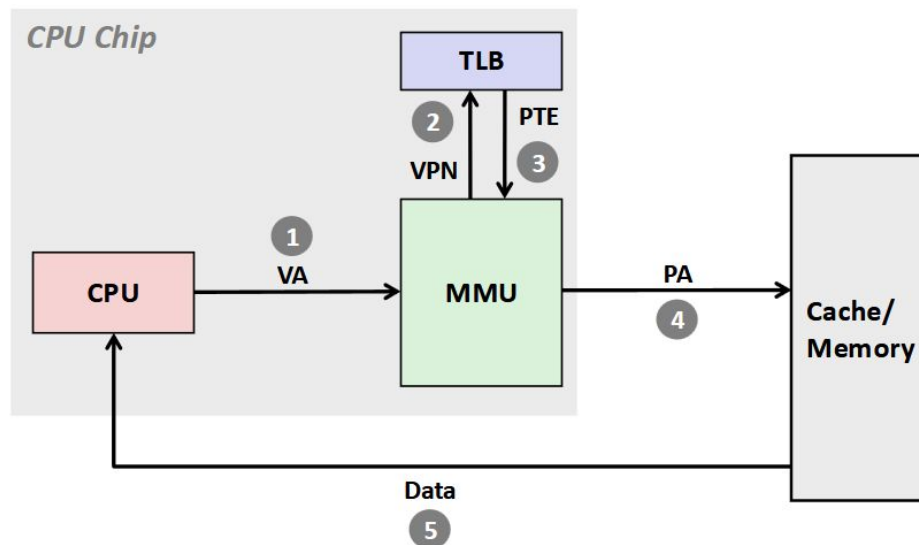 CPU Chip
TLB
2
PTE
VPN
3
1
VA
CPU
MMU
PA
4
Cache/
Memory
Data
5